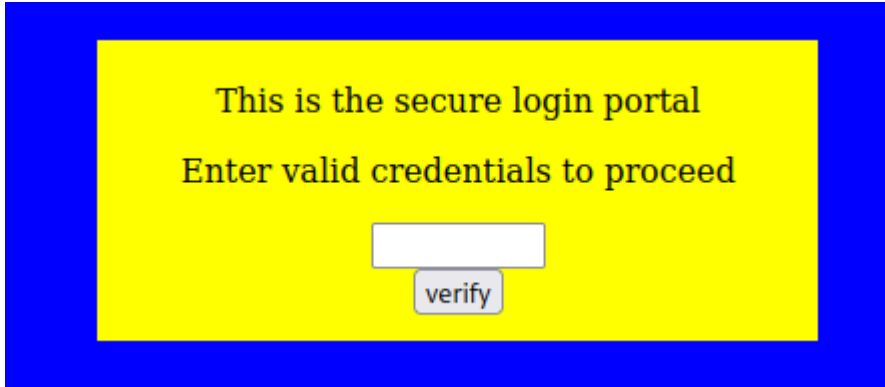 This is the secure login portal
Enter valid credentials to proceed
verify